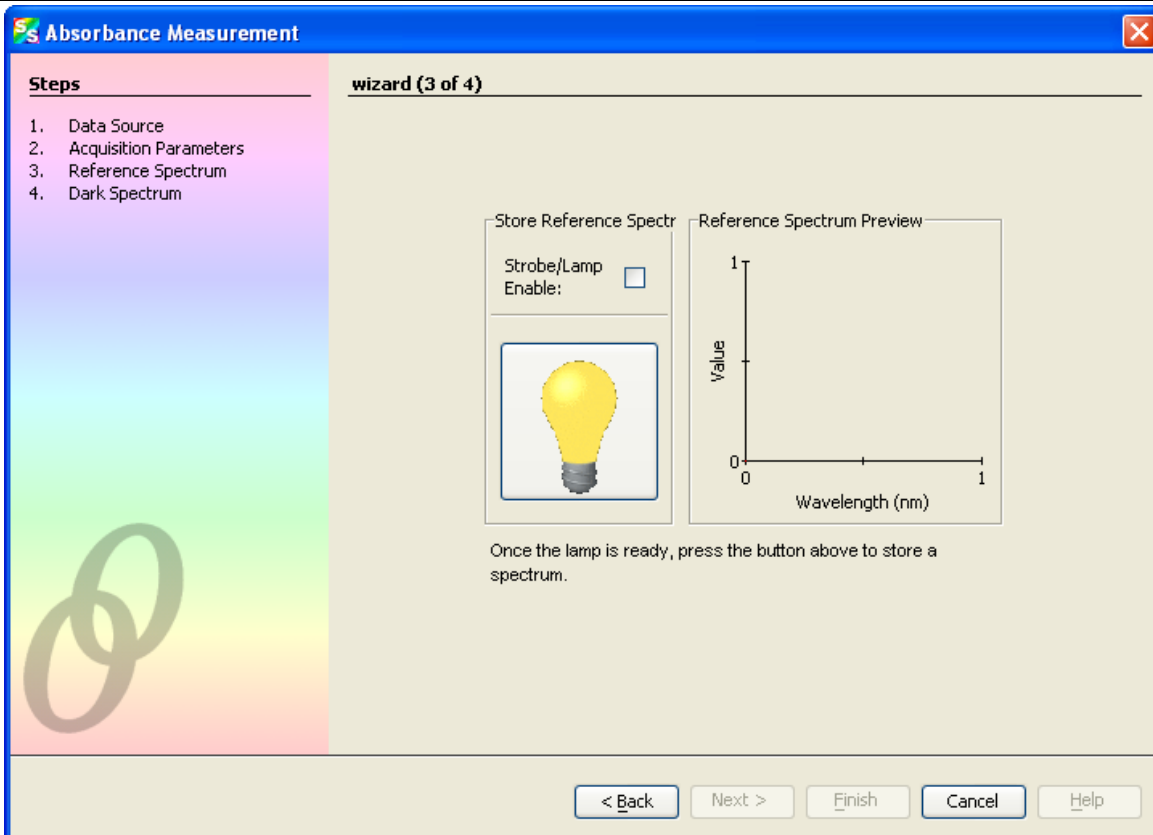 Absorbance Measurement
Steps
1. Data Source
2. Acquisition Parameters
3. Reference Spectrum
4. Dark Spectrum
wizard (3 of 4)
Store Reference Spectr
Strobe/Lamp
Enable:
Reference Spectrum Preview
1
Value
0
0
1
Wavelength (nm)
Once the lamp is ready, press the button above to store a
spectrum.
< Back
Next >
Finish
Cancel
Help